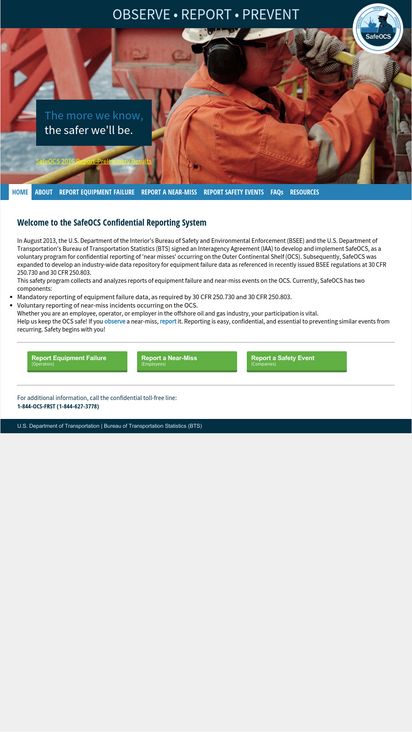 OBSERVE • REPORT • PREVENT
SafeOCS
The more we know,
the safer we'll be.
SafeOCS 2016 Report-Preliminary Results
HOME ABOUT REPORT EQUIPMENT FAILURE REPORT A NEAR-MISS REPORT SAFETY EVENTS FAQs RESOURCES
Welcome to the SafeOCS Confidential Reporting System
In August 2013, the U.S. Department of the Interior's Bureau of Safety and Environmental Enforcement (BSEE) and the U.S. Department of
Transportation's Bureau of Transportation Statistics (BTS) signed an Interagency Agreement (IAA) to develop and implement SafeOCS, as a
voluntary program for confidential reporting of 'near misses' occurring on the Outer Continental Shelf (OCS). Subsequently, SafeOCS was
expanded to develop an industry-wide data repository for equipment failure data as referenced in recently issued BSEE regulations at 30 CFR
250.730 and 30 CFR 250.803.
This safety program collects and analyzes reports of equipment failure and near-miss events on the OCS. Currently, SafeOCS has two
components:
• Mandatory reporting of equipment failure data, as required by 30 CFR 250.730 and 30 CFR 250.803.
• Voluntary reporting of near-miss incidents occurring on the OCS.
Whether you are an employee, operator, or employer in the offshore oil and gas industry, your participation is vital.
Help us keep the OCS safe! If you observe a near-miss, report it. Reporting is easy, confidential, and essential to preventing similar events from
recurring. Safety begins with you!
Report Equipment Failure
(Operators)
Report a Near-Miss
(Employees)
Report a Safety Event
(Companies)
For additional information, call the confidential toll-free line:
1-844-OCS-FRST (1-844-627-3778)
U.S. Department of Transportation | Bureau of Transportation Statistics (BTS)